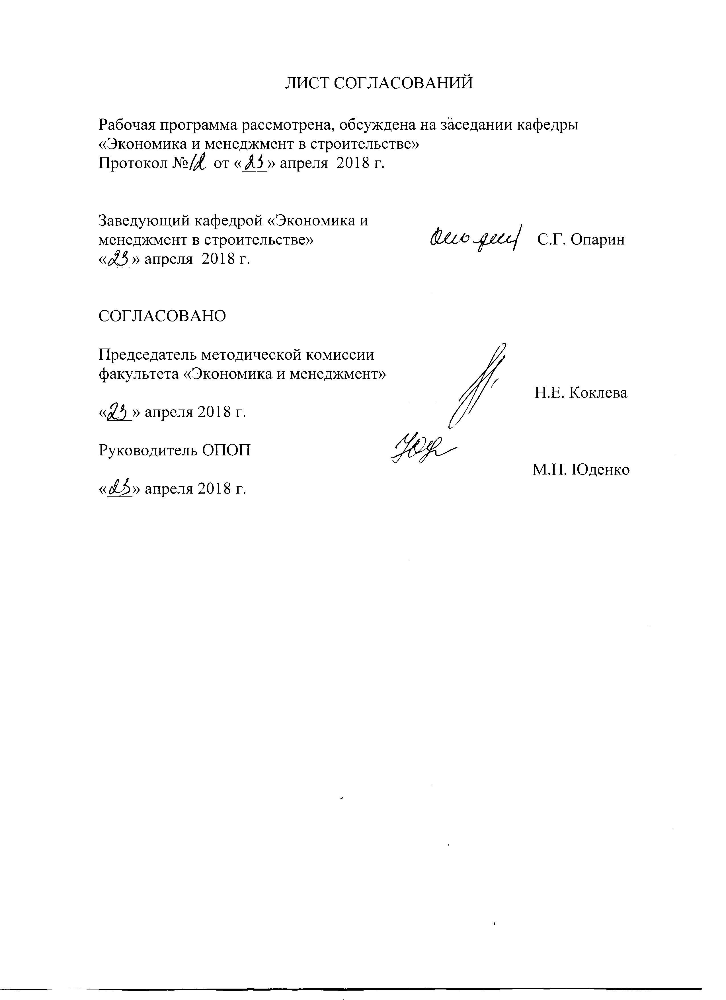 ЛИСТ СОГЛАСОВАНИЙ
Рабочая программа рассмотрена, обсуждена на заседании кафедры
«Экономика и менеджмент в строительстве»
Протокол №12 от «23» апреля 2018 г.
Заведующий кафедрой «Экономика и
менеджмент в строительстве» С.Г. Опарин
«23» апреля 2018 г.
СОГЛАСОВАНО
Председатель методической комиссии
факультета «Экономика и менеджмент»
Н.Е. Коклева
«23» апреля 2018 г.
Руководитель ОПОП
М.Н. Юденко
«23» апреля 2018 г.